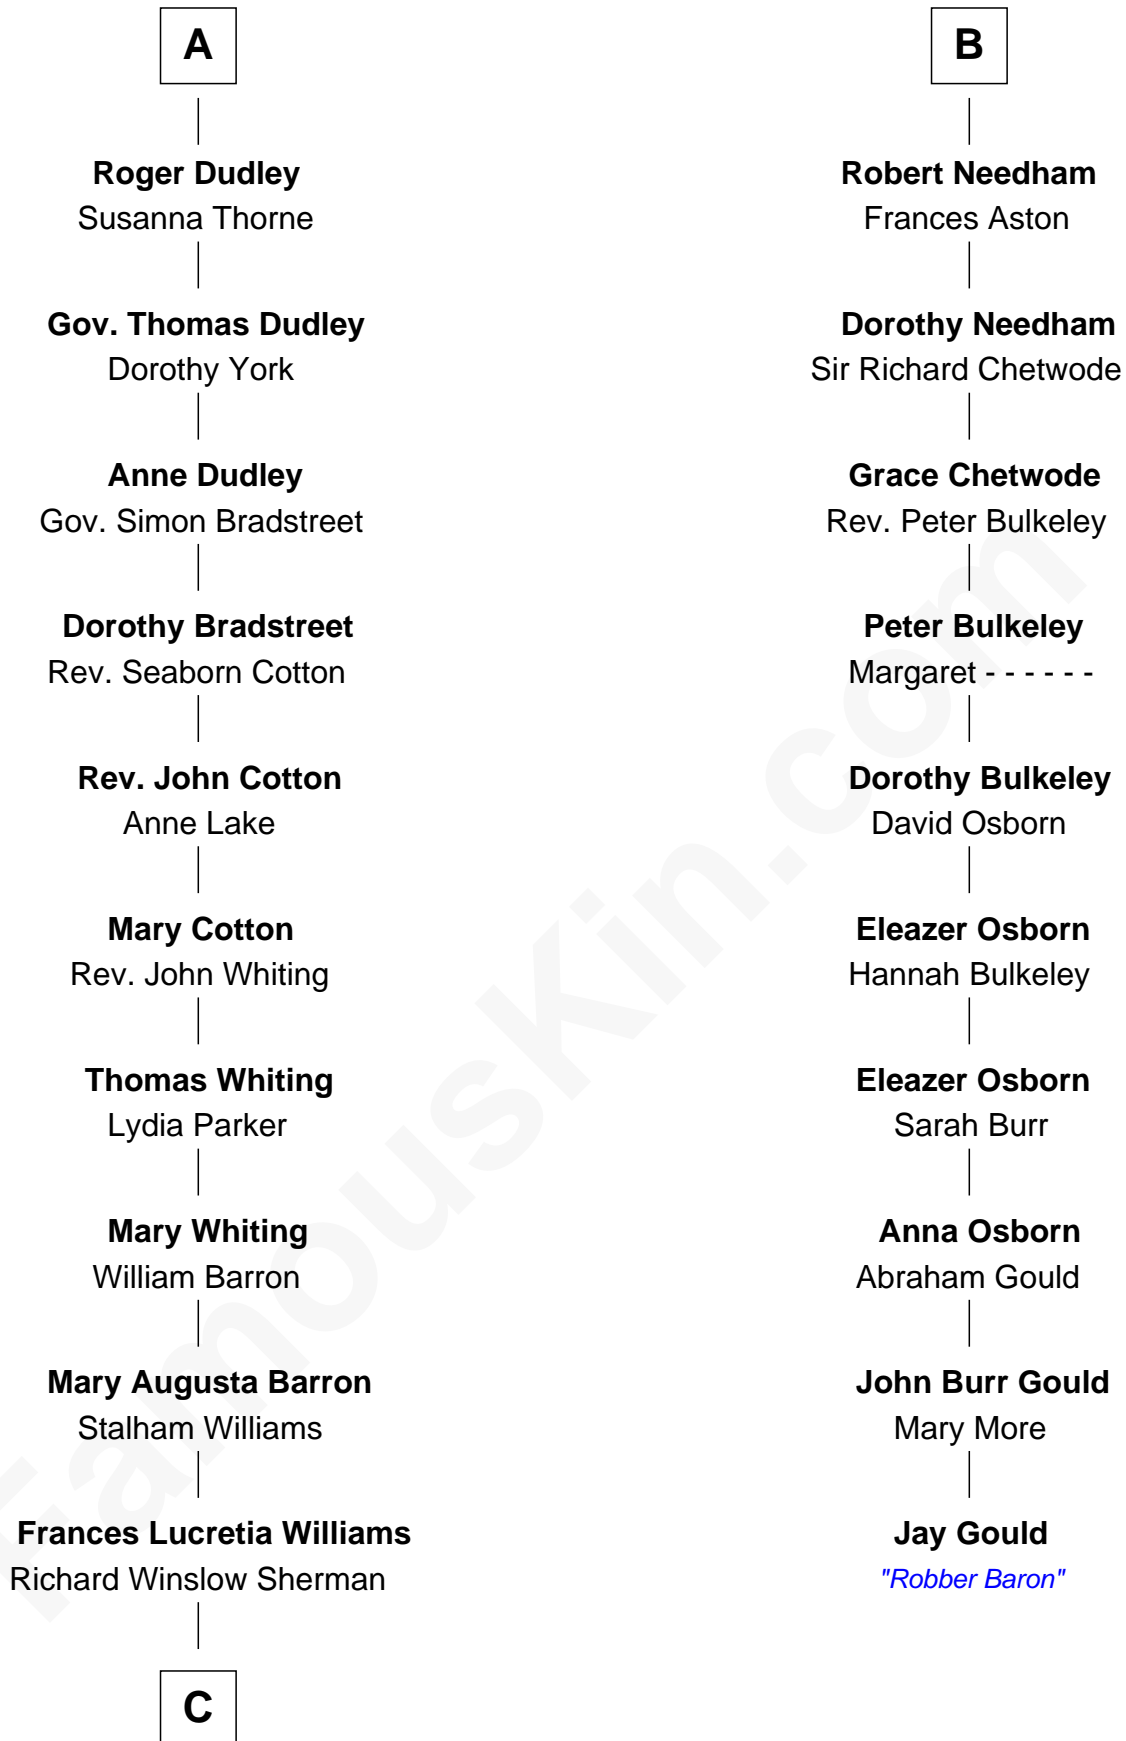 A
Roger Dudley
Susanna Thorne
Gov. Thomas Dudley
Dorothy York
Anne Dudley
Gov. Simon Bradstreet
Dorothy Bradstreet
Rev. Seaborn Cotton
Rev. John Cotton
Anne Lake
Mary Cotton
Rev. John Whiting
Thomas Whiting
Lydia Parker
Mary Whiting
William Barron
Mary Augusta Barron
Stalham Williams
Frances Lucretia Williams
Richard Winslow Sherman
C
B
Robert Needham
Frances Aston
Dorothy Needham
Sir Richard Chetwode
Grace Chetwode
Rev. Peter Bulkeley
Peter Bulkeley
Margaret - - - - - -
Dorothy Bulkeley
David Osborn
Eleazer Osborn
Hannah Bulkeley
Eleazer Osborn
Sarah Burr
Anna Osborn
Abraham Gould
John Burr Gould
Mary More
Jay Gould
"Robber Baron"
FamousKin.com